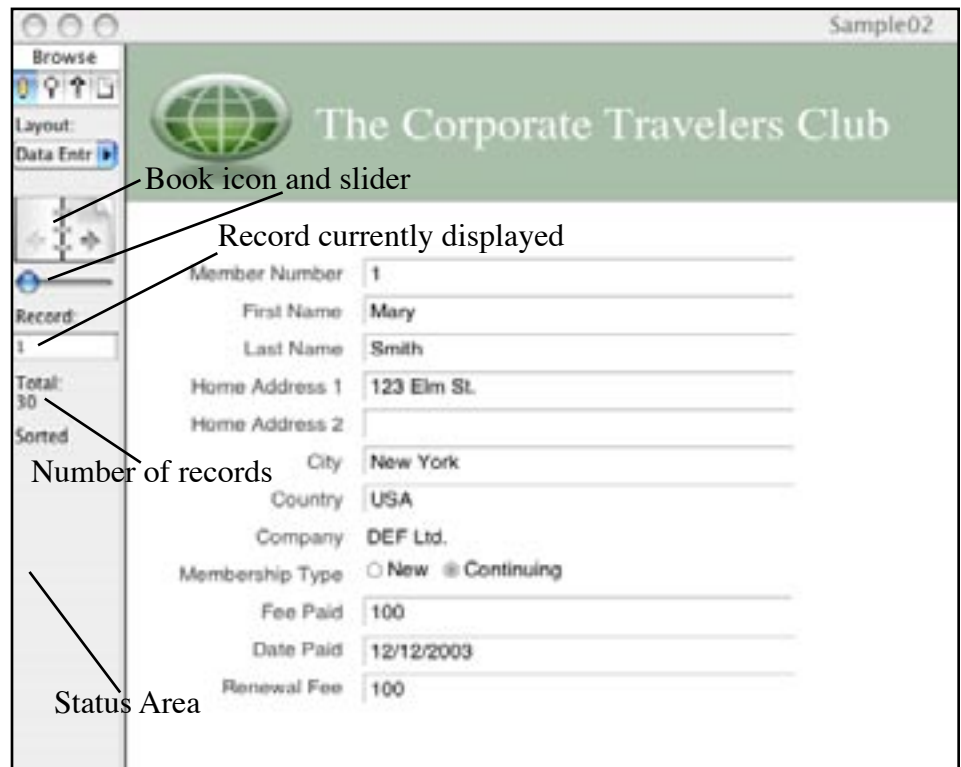 Sample02
Browse
Layout:
Data Entr
The Corporate Travelers Club
Book icon and slider
Record currently displayed
Record:
1
Total:
30
Sorted
Number of records
Status Area
Member Number 1
First Name Mary
Last Name Smith
Home Address 1 123 Elm St.
Home Address 2
City New York
Country USA
Company DEF Ltd.
Membership Type New Continuing
Fee Paid 100
Date Paid 12/12/2003
Renewal Fee 100